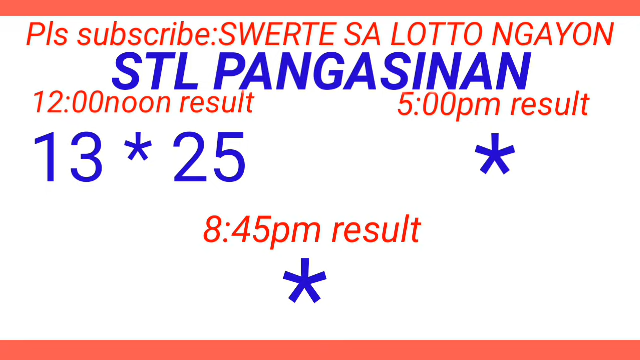 Pls subscribe:SWERTE SA LOTTO NGAYON
STL PANGASINAN
12:00noon result
13 * 25
5:00pm result
*
8:45pm result
*